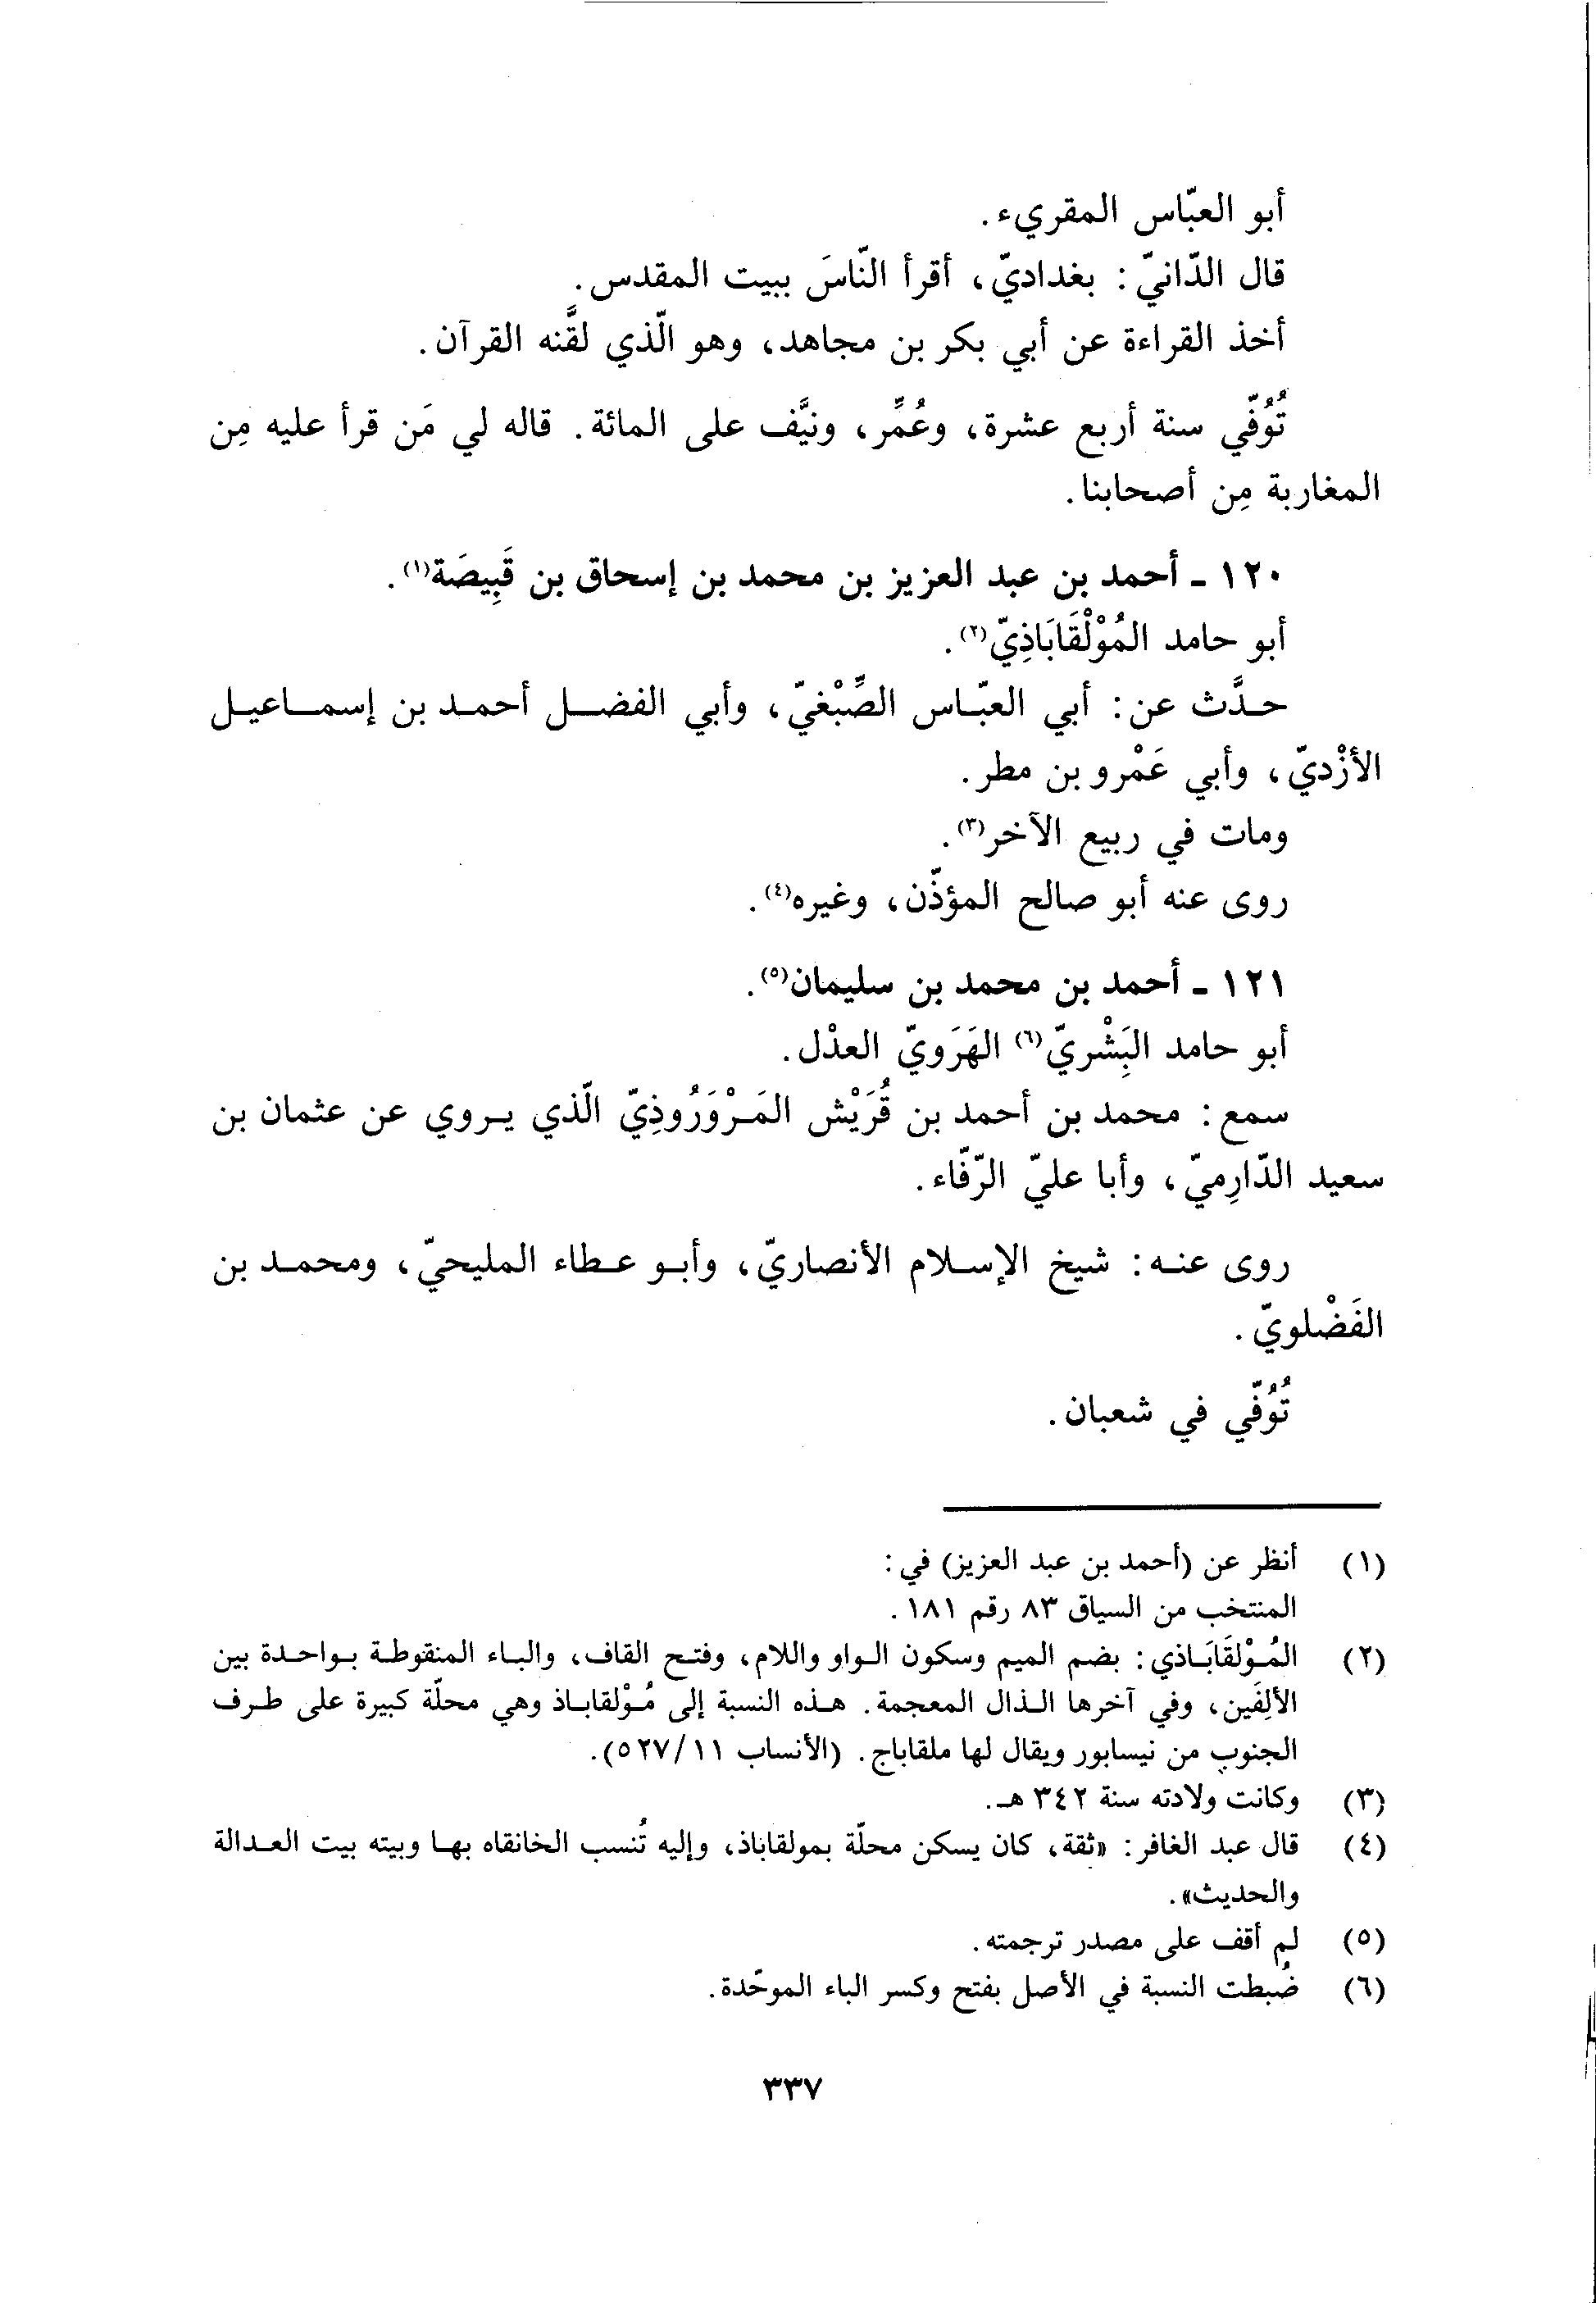 أبو العبّاس المقريء.
قال الدّانيّ: بغداديّ، أقرأ النّاسَ ببيت المقدس.
أخذ القراءة عن أبي بكر بن مجاهد، وهو الّذي لقَّنه القرآن.
تُوُفّي سنة أربع عشرة، وعُمِّر، ونيَّف على المائة. قاله لي مَن قرأ عليه مِن
المغاربة مِن أصحابنا.
١٢٠ - أحمد بن عبد العزيز بن محمد بن إسحاق بن قَبِيصَة(١).
أبو حامد المُوْلْقَابَاذِيّ(٢).
حدَّث عن: أبي العبّاس الصِّبْغيّ، وأبي الفضل أحمد بن إسماعيل
الأزْديّ، وأبي عَمْرو بن مطر.
ومات في ربيع الآخر(٣).
روى عنه أبو صالح المؤذّن، وغيره(٤).
١٢١ - أحمد بن محمد بن سليمان(٥).
أبو حامد البَِشْريّ(٦) الهَرَويّ العدْل.
سمع: محمد بن أحمد بن قُرَيْش المَرْوَرُوذِيّ الّذي يروي عن عثمان بن
سعيد الدّارِميّ، وأبا عليّ الرّفّاء.
روى عنه: شيخ الإسلام الأنصاريّ، وأبو عطاء المليحيّ، ومحمد بن
الفَضْلويّ.
تُوُفّي في شعبان.
(١) أنظر عن (أحمد بن عبد العزيز) في:
المنتخب من السياق ٨٣ رقم ١٨١.
(٢) المُوْلقَابَاذي: بضم الميم وسكون الواو واللام، وفتح القاف، والباء المنقوطة بواحدة بين
الألِفَين، وفي آخرها الذال المعجمة. هذه النسبة إلى مُوْلقاباذ وهي محلّة كبيرة على طرف
الجنوب من نيسابور ويقال لها ملقاباج. (الأنساب ١١/٥٢٧).
(٣) وكانت ولادته سنة ٣٤٢ هـ.
(٤) قال عبد الغافر: «ثقة، كان يسكن محلّة بمولقاباذ، وإليه تُنسب الخانقاه بها وبيته بيت العدالة
والحديث».
(٥) لم أقف على مصدر ترجمته.
(٦) ضُبطت النسبة في الأصل بفتح وكسر الباء الموحّدة.
٣٣٧